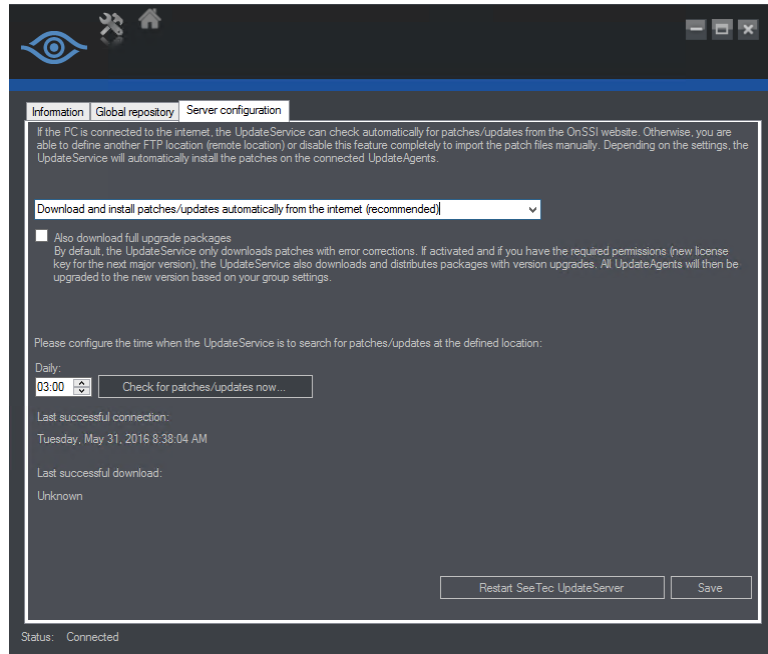 Information Global repository Server configuration
If the PC is connected to the internet, the UpdateService can check automatically for patches/updates from the OnSSI website. Otherwise, you are
able to define another FTP location (remote location) or disable this feature completely to import the patch files manually. Depending on the settings, the
UpdateService will automatically install the patches on the connected UpdateAgents.
Download and install patches/updates automatically from the internet (recommended)
Also download full upgrade packages
By default, the UpdateService only downloads patches with error corrections. If activated and if you have the required permissions (new license
key for the next major version), the UpdateService also downloads and distributes packages with version upgrades. All UpdateAgents will then be
upgraded to the new version based on your group settings.
Please configure the time when the UpdateService is to search for patches/updates at the defined location:
Daily:
03:00 Check for patches/updates now...
Last successful connection:
Tuesday, May 31, 2016 8:38:04 AM
Last successful download:
Unknown
Restart SeeTec UpdateServer Save
Status: Connected